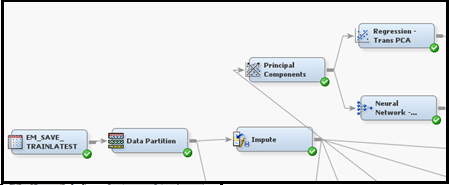 Regression -
Trans PCA
Principal
Components
Neural
Network -...
EM_SAVE_
TRAINLATEST
Data Partition
Impute